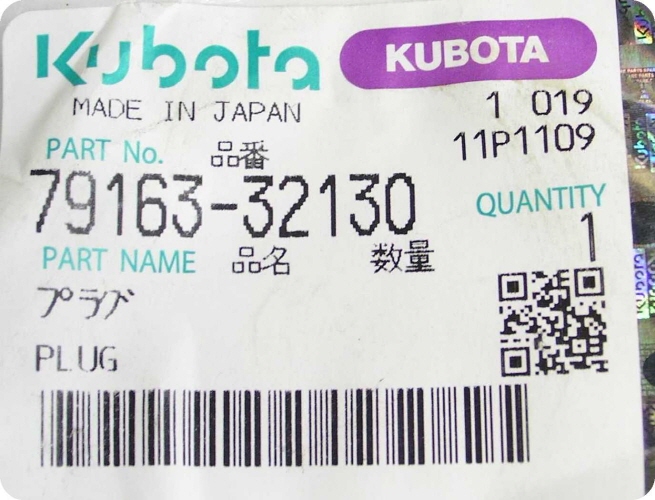 Kubota KUBOTA
MADE IN JAPAN 1 019
11P1109
PART No. 品番
79163-32130
QUANTITY
1
PART NAME 品名 数量
プラグ
PLUG